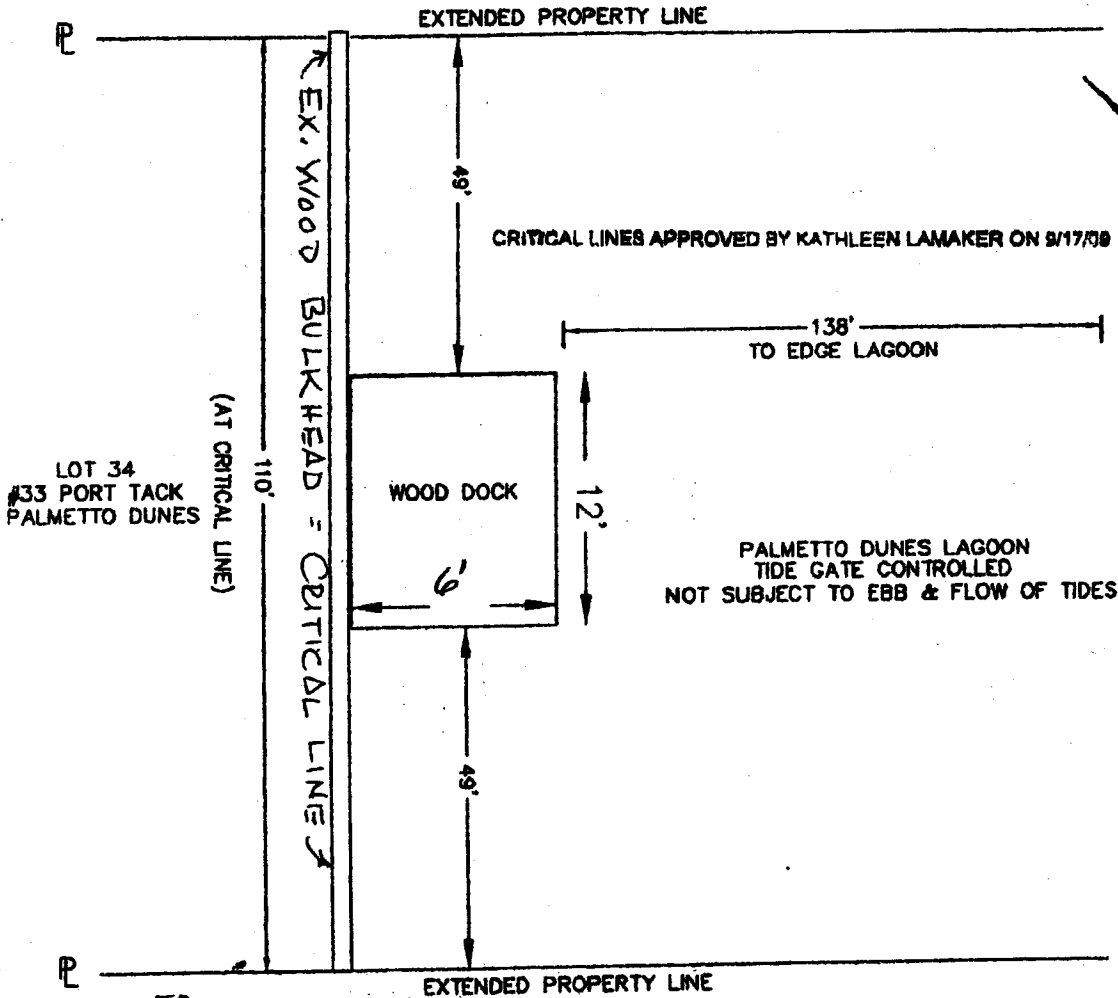 EXTENDED PROPERTY LINE
PL
EX. WOOD BULKHEAD = CRITICAL LINE
49'
CRITICAL LINES APPROVED BY KATHLEEN LAMAKER ON 9/17/09
138'
TO EDGE LAGOON
110'
(AT CRITICAL LINE)
LOT 34
#33 PORT TACK
PALMETTO DUNES
WOOD DOCK
12'
6'
PALMETTO DUNES LAGOON
TIDE GATE CONTROLLED
NOT SUBJECT TO EBB & FLOW OF TIDES
49'
PL
EXTENDED PROPERTY LINE